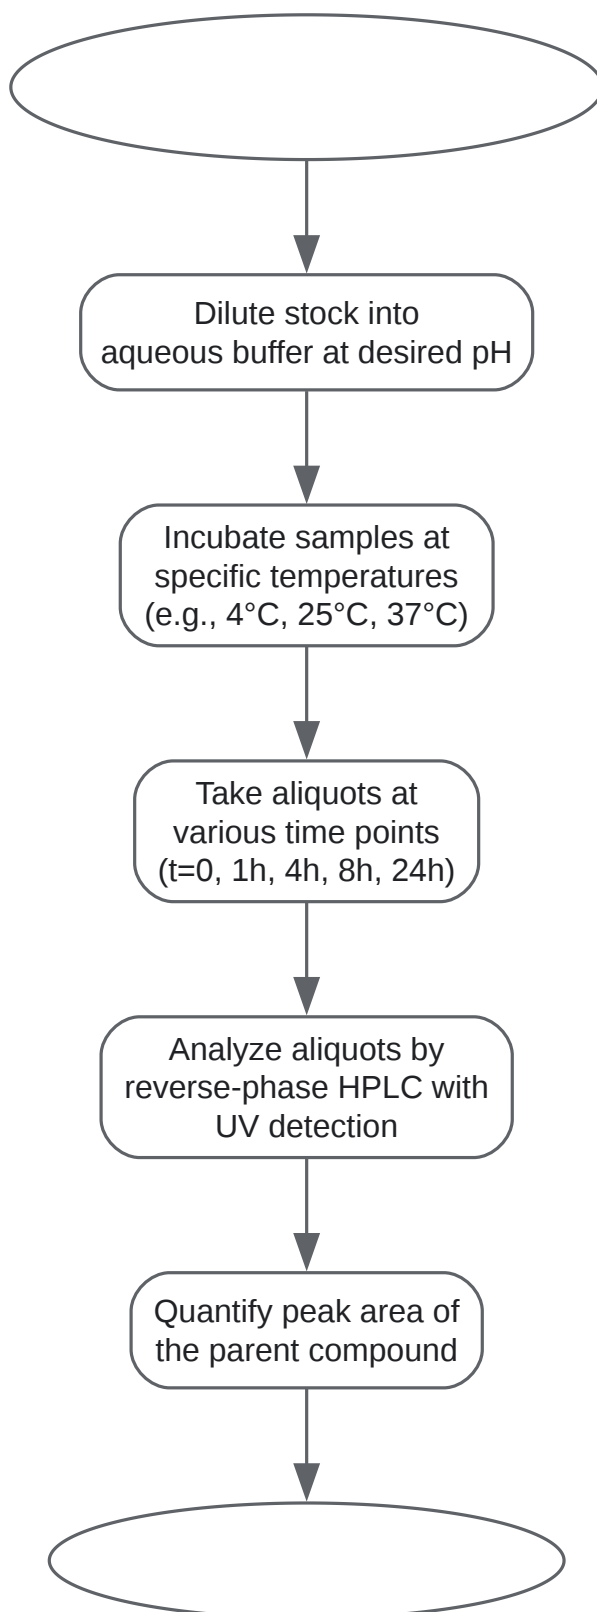 Dilute stock into
aqueous buffer at desired pH
Incubate samples at
specific temperatures
(e.g., 4°C, 25°C, 37°C)
Take aliquots at
various time points
(t=0, 1h, 4h, 8h, 24h)
Analyze aliquots by
reverse-phase HPLC with
UV detection
Quantify peak area of
the parent compound